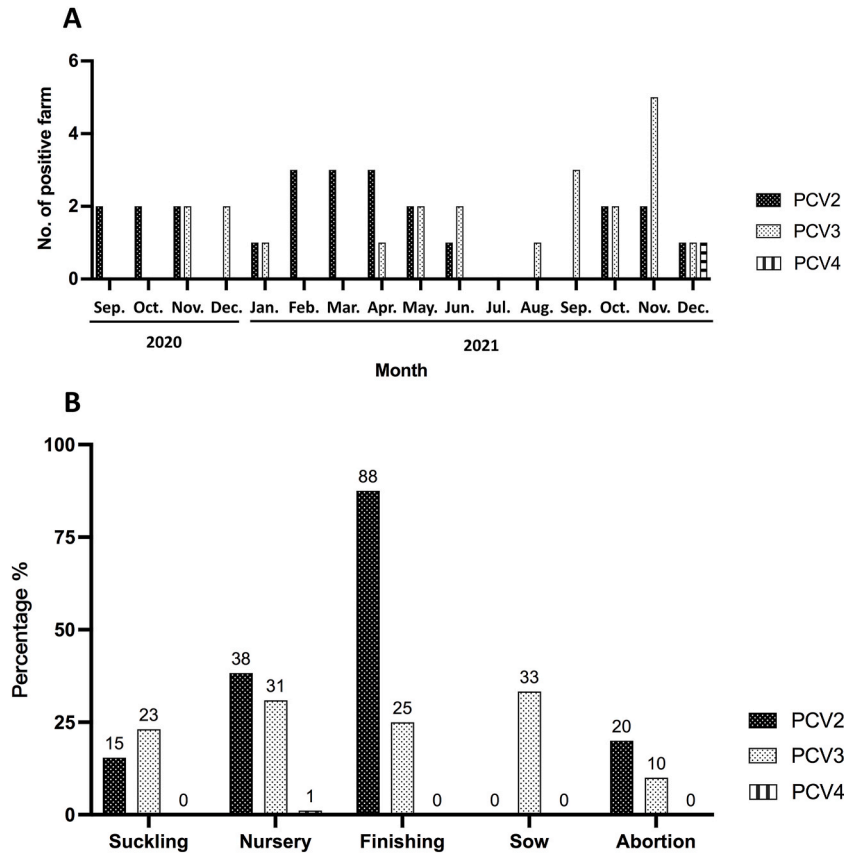 A
6
4
2
0
No. of positive farm
Sep. Oct. Nov. Dec. Jan. Feb. Mar. Apr. May. Jun. Jul. Aug. Sep. Oct. Nov. Dec.
2020 2021
Month
PCV2
PCV3
PCV4
B
100
75
50
25
0
Percentage %
15 23 0 38 31 1 88 25 0 0 33 0 20 10 0
Suckling Nursery Finishing Sow Abortion
PCV2
PCV3
PCV4